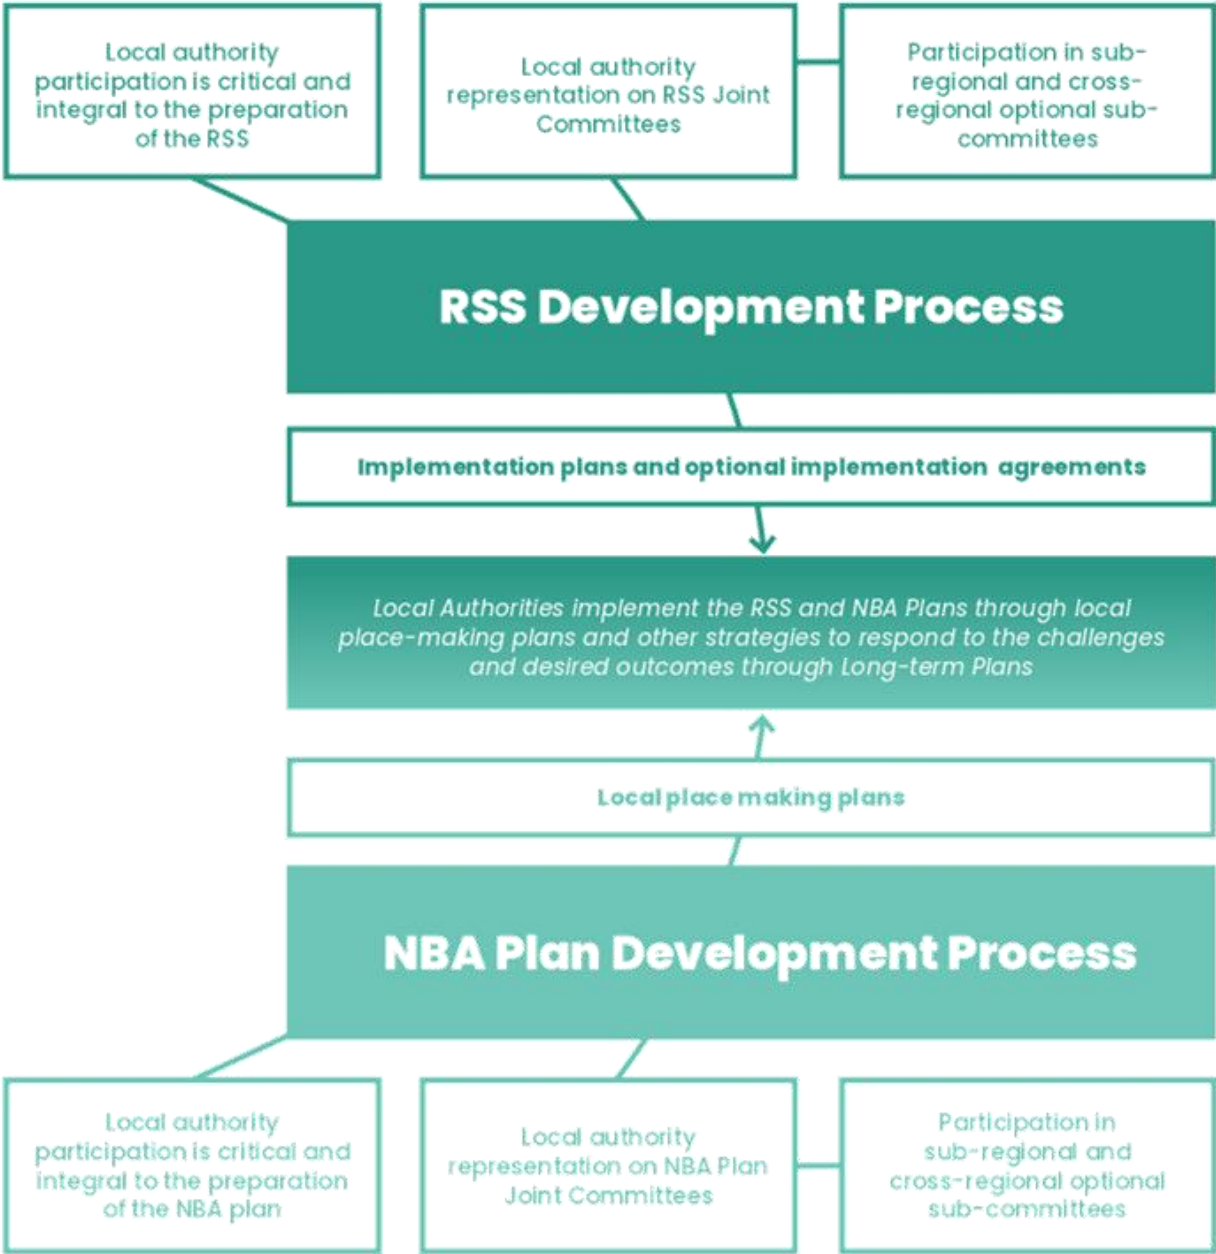 Local authority
participation is critical and
integral to the preparation
of the RSS
Local authority
representation on RSS Joint
Committees
Participation in sub-
regional and cross-
regional optional sub-
committees
RSS Development Process
Implementation plans and optional implementation agreements
Local Authorities implement the RSS and NBA Plans through local
place-making plans and other strategies to respond to the challenges
and desired outcomes through Long-term Plans
Local place making plans
NBA Plan Development Process
Local authority
participation is critical and
integral to the preparation
of the NBA plan
Local authority
representation on NBA Plan
Joint Committees
Participation in
sub-regional and
cross-regional optional
sub-committees